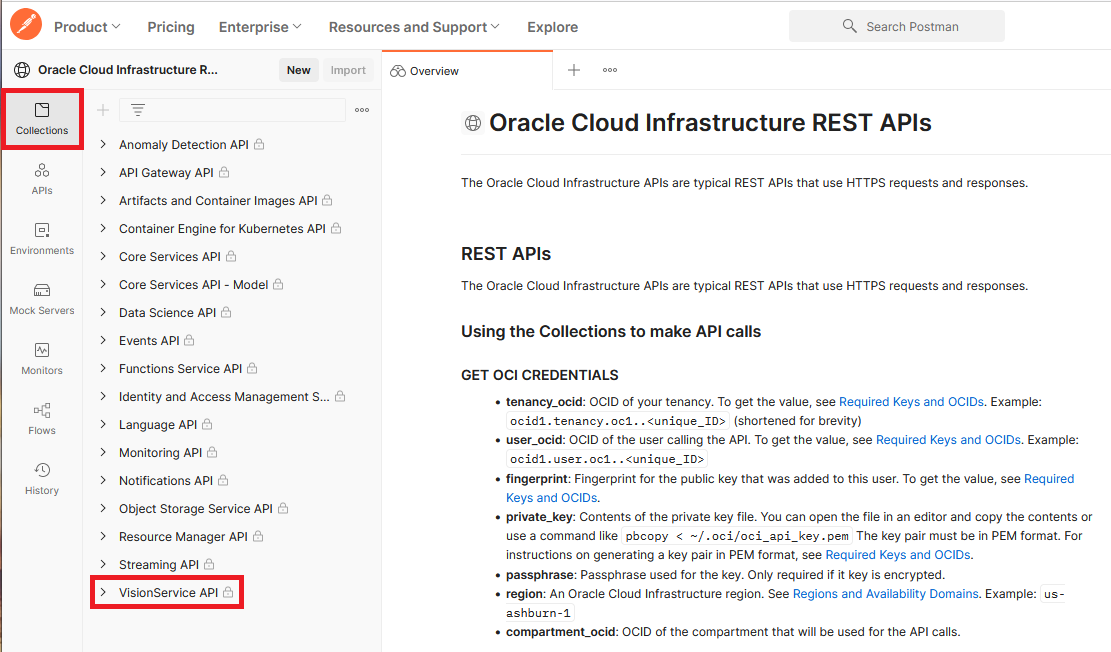 Product
Pricing
Enterprise
Resources and Support
Explore
Search Postman
Oracle Cloud Infrastructure R...
New
Import
Overview
Collections
APIs
Environments
Mock Servers
Monitors
Flows
History
Anomaly Detection API
API Gateway API
Artifacts and Container Images API
Container Engine for Kubernetes API
Core Services API
Core Services API - Model
Data Science API
Events API
Functions Service API
Identity and Access Management S...
Language API
Monitoring API
Notifications API
Object Storage Service API
Resource Manager API
Streaming API
VisionService API
Oracle Cloud Infrastructure REST APIs
The Oracle Cloud Infrastructure APIs are typical REST APIs that use HTTPS requests and responses.
REST APIs
The Oracle Cloud Infrastructure APIs are typical REST APIs that use HTTPS requests and responses.
Using the Collections to make API calls
GET OCI CREDENTIALS
• tenancy_ocid: OCID of your tenancy. To get the value, see Required Keys and OCIDs. Example:
ocid1.tenancy.oc1..<unique_ID> (shortened for brevity)
• user_ocid: OCID of the user calling the API. To get the value, see Required Keys and OCIDs. Example:
ocid1.user.oc1..<unique_ID>
• fingerprint: Fingerprint for the public key that was added to this user. To get the value, see Required
Keys and OCIDs.
• private_key: Contents of the private key file. You can open the file in an editor and copy the contents or
use a command like pbcopy < ~/.oci/oci_api_key.pem The key pair must be in PEM format. For
instructions on generating a key pair in PEM format, see Required Keys and OCIDs.
• passphrase: Passphrase used for the key. Only required if it key is encrypted.
• region: An Oracle Cloud Infrastructure region. See Regions and Availability Domains. Example: us-
ashburn-1
• compartment_ocid: OCID of the compartment that will be used for the API calls.